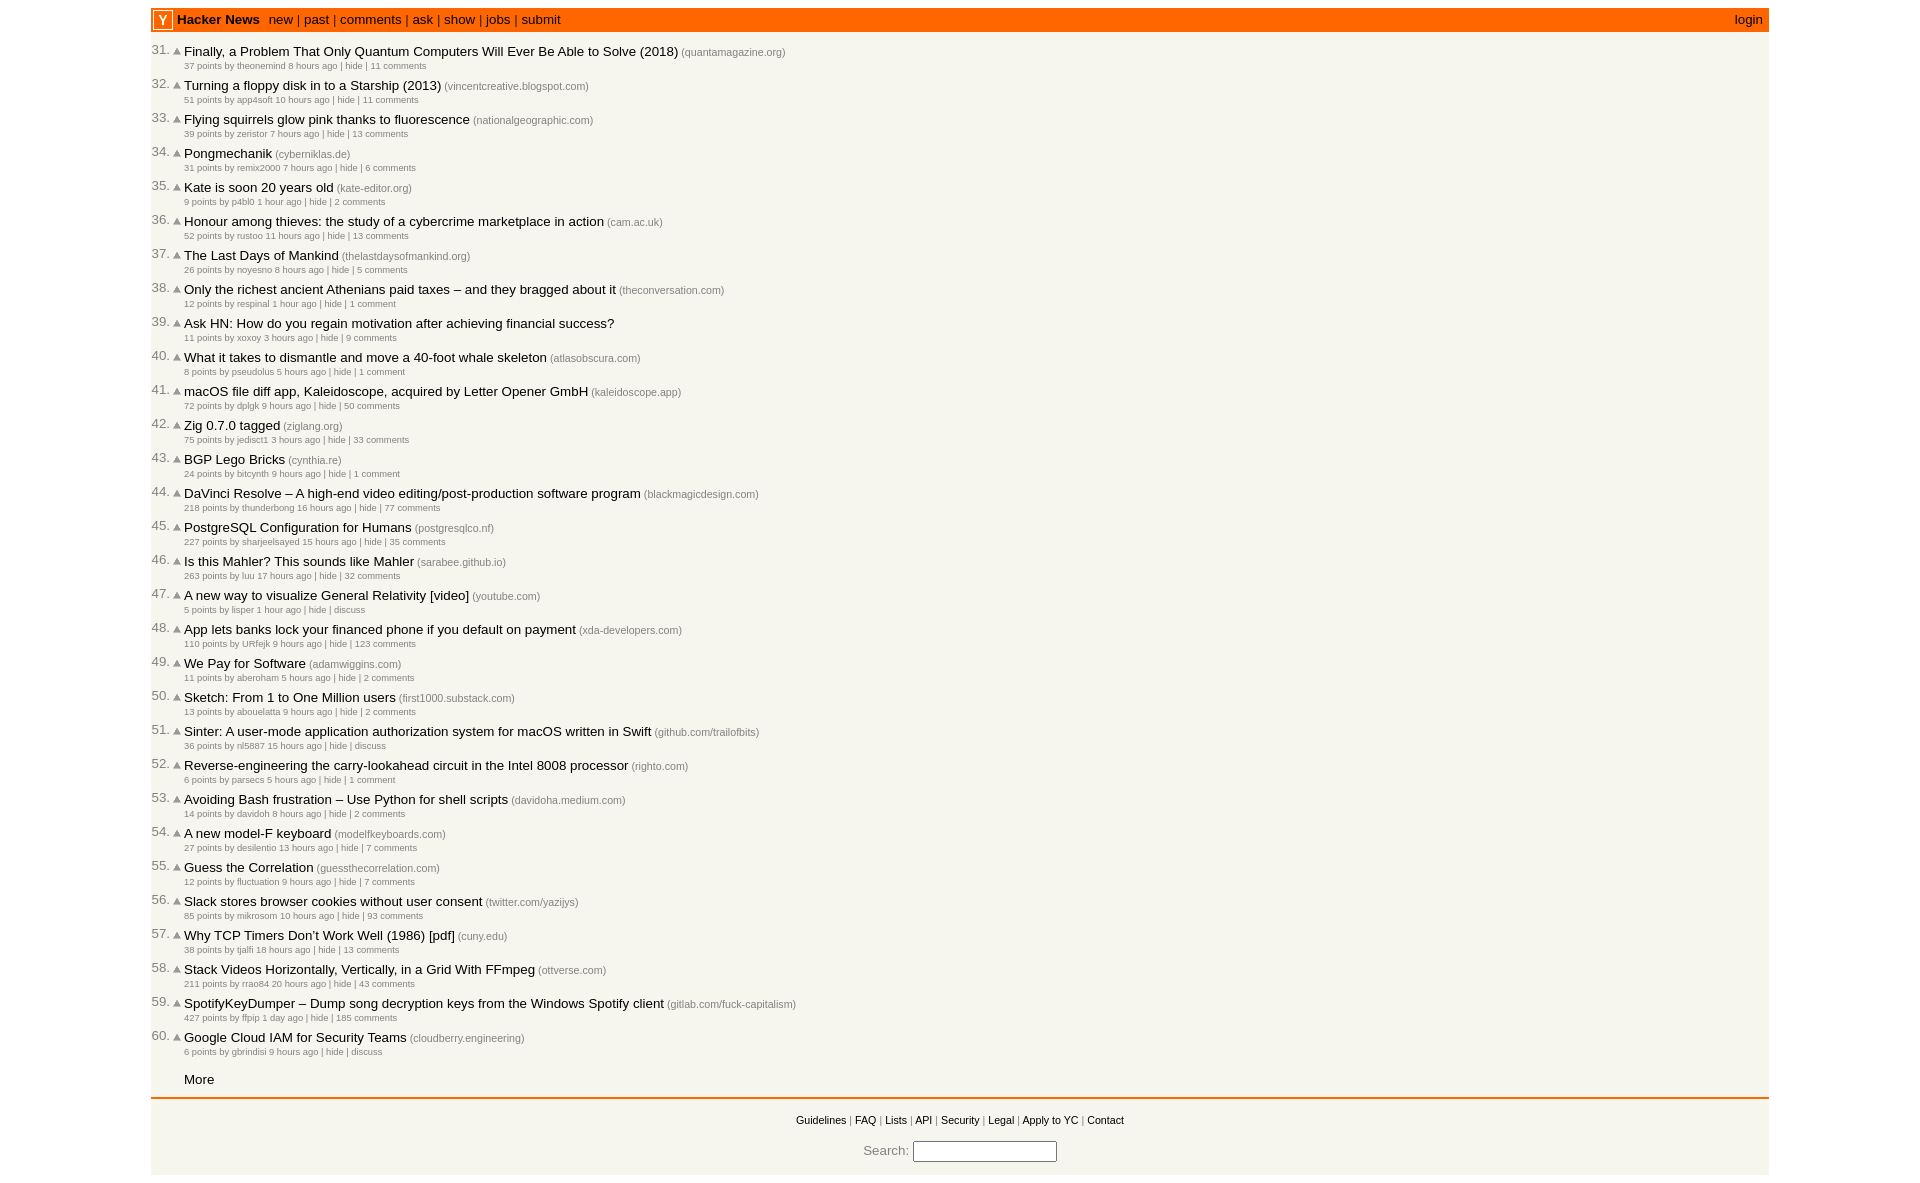 Y Hacker News new | past | comments | ask | show | jobs | submit login
31. Finally, a Problem That Only Quantum Computers Will Ever Be Able to Solve (2018) (quantamagazine.org)
37 points by theonemind 8 hours ago | hide | 11 comments
32. Turning a floppy disk in to a Starship (2013) (vincentcreative.blogspot.com)
51 points by app4soft 10 hours ago | hide | 11 comments
33. Flying squirrels glow pink thanks to fluorescence (nationalgeographic.com)
39 points by zeristor 7 hours ago | hide | 13 comments
34. Pongmechanik (cyberniklas.de)
31 points by remix2000 7 hours ago | hide | 6 comments
35. Kate is soon 20 years old (kate-editor.org)
9 points by p4bl0 1 hour ago | hide | 2 comments
36. Honour among thieves: the study of a cybercrime marketplace in action (cam.ac.uk)
52 points by rustoo 11 hours ago | hide | 13 comments
37. The Last Days of Mankind (thelastdaysofmankind.org)
26 points by noyesno 8 hours ago | hide | 5 comments
38. Only the richest ancient Athenians paid taxes – and they bragged about it (theconversation.com)
12 points by respinal 1 hour ago | hide | 1 comment
39. Ask HN: How do you regain motivation after achieving financial success?
11 points by xoxoy 3 hours ago | hide | 9 comments
40. What it takes to dismantle and move a 40-foot whale skeleton (atlasobscura.com)
8 points by pseudolus 5 hours ago | hide | 1 comment
41. macOS file diff app, Kaleidoscope, acquired by Letter Opener GmbH (kaleidoscope.app)
72 points by dplgk 9 hours ago | hide | 50 comments
42. Zig 0.7.0 tagged (ziglang.org)
75 points by jedisct1 3 hours ago | hide | 33 comments
43. BGP Lego Bricks (cynthia.re)
24 points by bitcynth 9 hours ago | hide | 1 comment
44. DaVinci Resolve – A high-end video editing/post-production software program (blackmagicdesign.com)
218 points by thunderbong 16 hours ago | hide | 77 comments
45. PostgreSQL Configuration for Humans (postgresqlco.nf)
227 points by sharjeelsayed 15 hours ago | hide | 35 comments
46. Is this Mahler? This sounds like Mahler (sarabee.github.io)
263 points by luu 17 hours ago | hide | 32 comments
47. A new way to visualize General Relativity [video] (youtube.com)
5 points by lisper 1 hour ago | hide | discuss
48. App lets banks lock your financed phone if you default on payment (xda-developers.com)
110 points by URfejk 9 hours ago | hide | 123 comments
49. We Pay for Software (adamwiggins.com)
11 points by aberoham 5 hours ago | hide | 2 comments
50. Sketch: From 1 to One Million users (first1000.substack.com)
13 points by abouelatta 9 hours ago | hide | 2 comments
51. Sinter: A user-mode application authorization system for macOS written in Swift (github.com/trailofbits)
36 points by nl5887 15 hours ago | hide | discuss
52. Reverse-engineering the carry-lookahead circuit in the Intel 8008 processor (righto.com)
6 points by parsecs 5 hours ago | hide | 1 comment
53. Avoiding Bash frustration – Use Python for shell scripts (davidoha.medium.com)
14 points by davidoh 8 hours ago | hide | 2 comments
54. A new model-F keyboard (modelfkeyboards.com)
27 points by desilentio 13 hours ago | hide | 7 comments
55. Guess the Correlation (guessthecorrelation.com)
12 points by fluctuation 9 hours ago | hide | 7 comments
56. Slack stores browser cookies without user consent (twitter.com/yazijys)
85 points by mikrosom 10 hours ago | hide | 93 comments
57. Why TCP Timers Don’t Work Well (1986) [pdf] (cuny.edu)
38 points by tjalfi 18 hours ago | hide | 13 comments
58. Stack Videos Horizontally, Vertically, in a Grid With FFmpeg (ottverse.com)
211 points by rrao84 20 hours ago | hide | 43 comments
59. SpotifyKeyDumper – Dump song decryption keys from the Windows Spotify client (gitlab.com/fuck-capitalism)
427 points by ffpip 1 day ago | hide | 185 comments
60. Google Cloud IAM for Security Teams (cloudberry.engineering)
6 points by gbrindisi 9 hours ago | hide | discuss
More
Guidelines | FAQ | Lists | API | Security | Legal | Apply to YC | Contact
Search: